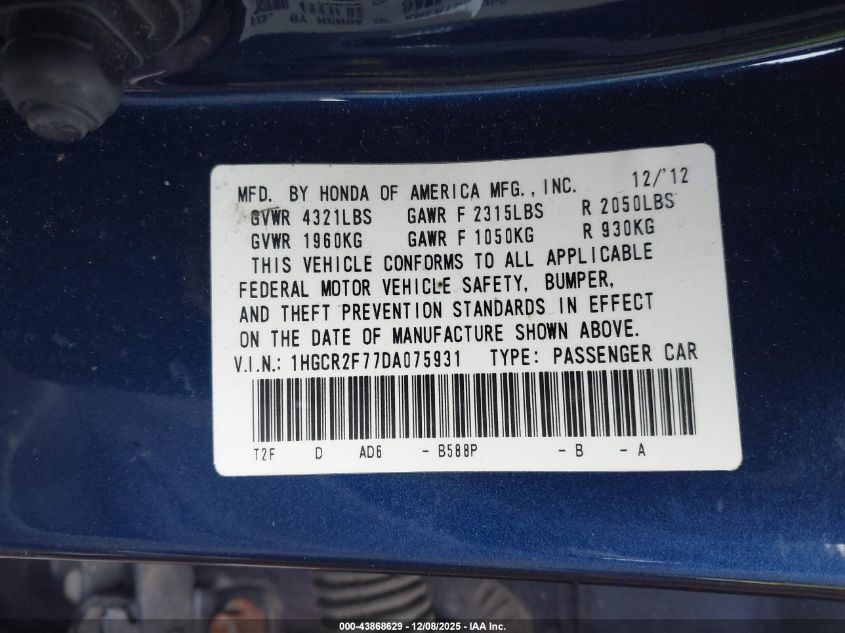 MFD. BY HONDA OF AMERICA MFG., INC. 12/'12
GVWR 4321LBS GAWR F 2315LBS R 2050LBS
GVWR 1960KG GAWR F 1050KG R 930KG
THIS VEHICLE CONFORMS TO ALL APPLICABLE
FEDERAL MOTOR VEHICLE SAFETY, BUMPER,
AND THEFT PREVENTION STANDARDS IN EFFECT
ON THE DATE OF MANUFACTURE SHOWN ABOVE.
V.I.N.: 1HGCR2F77DA075931 TYPE: PASSENGER CAR
T2F D AD6 - B588P - B - A
000-43868629 | 12/08/2025 - IAA Inc.